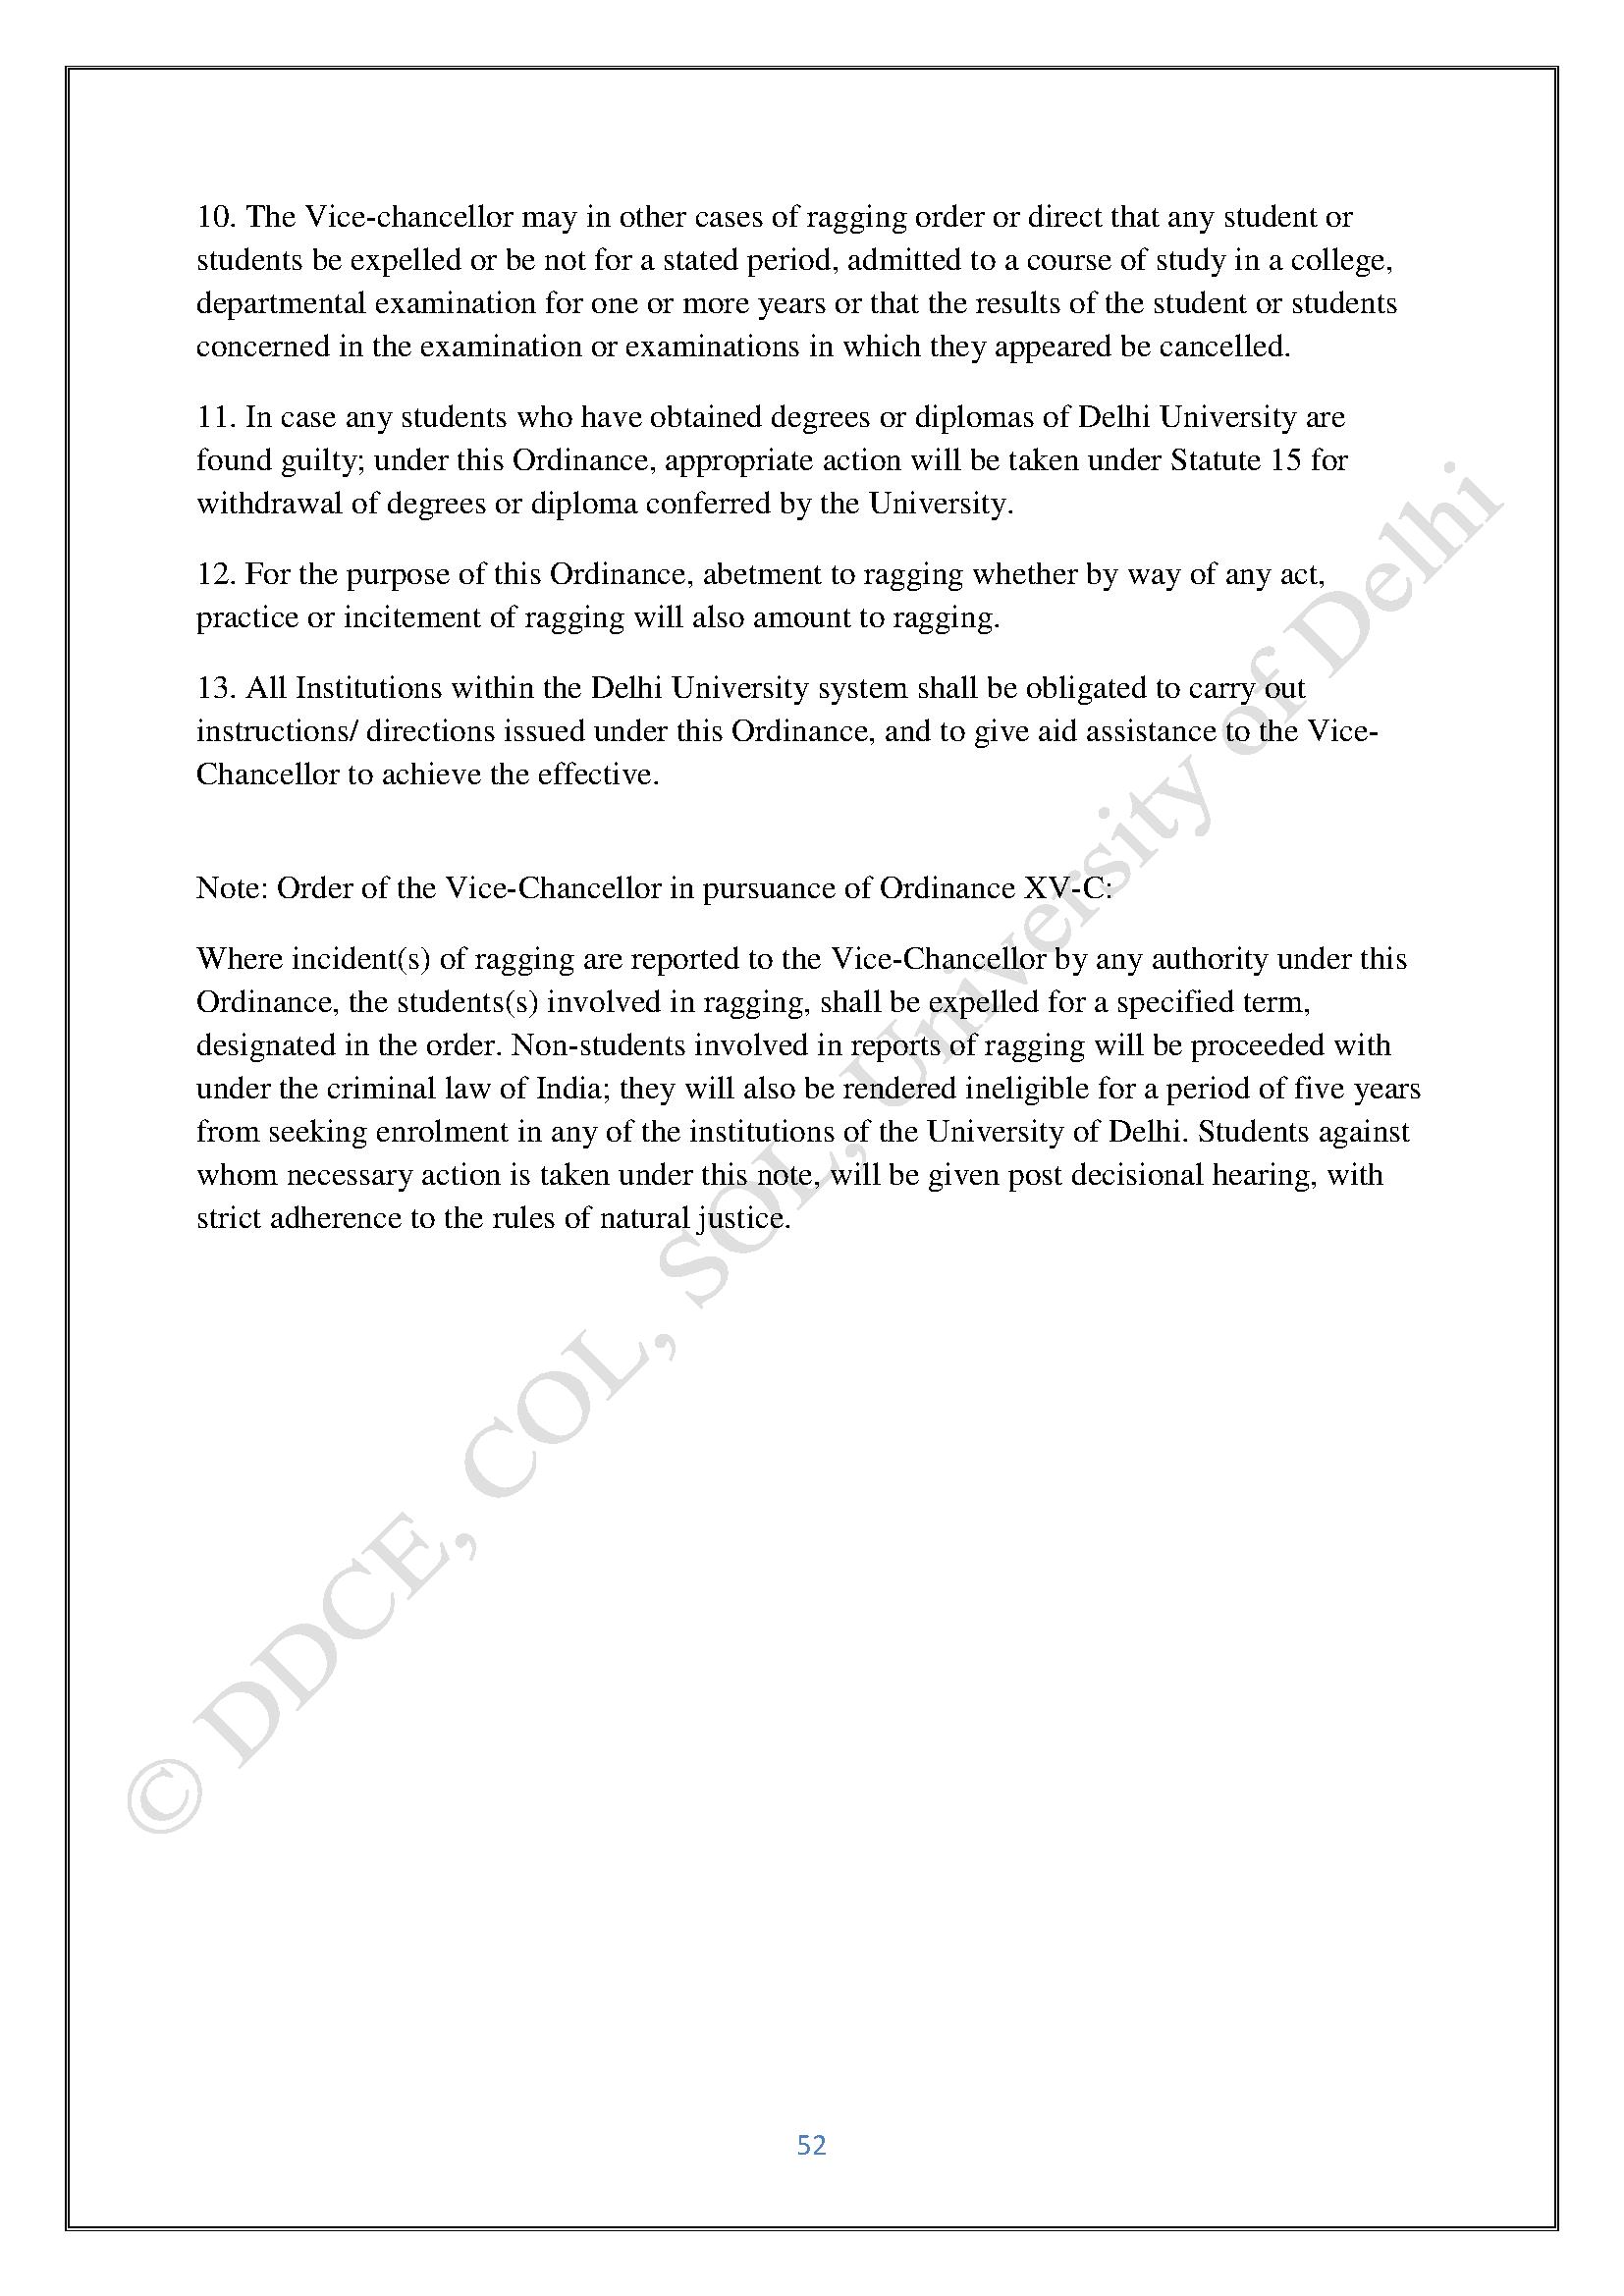 10. The Vice-chancellor may in other cases of ragging order or direct that any student or
students be expelled or be not for a stated period, admitted to a course of study in a college,
departmental examination for one or more years or that the results of the student or students
concerned in the examination or examinations in which they appeared be cancelled.
11. In case any students who have obtained degrees or diplomas of Delhi University are
found guilty; under this Ordinance, appropriate action will be taken under Statute 15 for
withdrawal of degrees or diploma conferred by the University.
12. For the purpose of this Ordinance, abetment to ragging whether by way of any act,
practice or incitement of ragging will also amount to ragging.
13. All Institutions within the Delhi University system shall be obligated to carry out
instructions/ directions issued under this Ordinance, and to give aid assistance to the Vice-
Chancellor to achieve the effective.
Note: Order of the Vice-Chancellor in pursuance of Ordinance XV-C:
Where incident(s) of ragging are reported to the Vice-Chancellor by any authority under this
Ordinance, the students(s) involved in ragging, shall be expelled for a specified term,
designated in the order. Non-students involved in reports of ragging will be proceeded with
under the criminal law of India; they will also be rendered ineligible for a period of five years
from seeking enrolment in any of the institutions of the University of Delhi. Students against
whom necessary action is taken under this note, will be given post decisional hearing, with
strict adherence to the rules of natural justice.
© DDCE, COL, SOL, University of Delhi
52